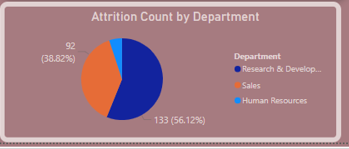 Attrition Count by Department
92
(38.82%)
133 (56.12%)
Department
Research & Develop...
Sales
Human Resources